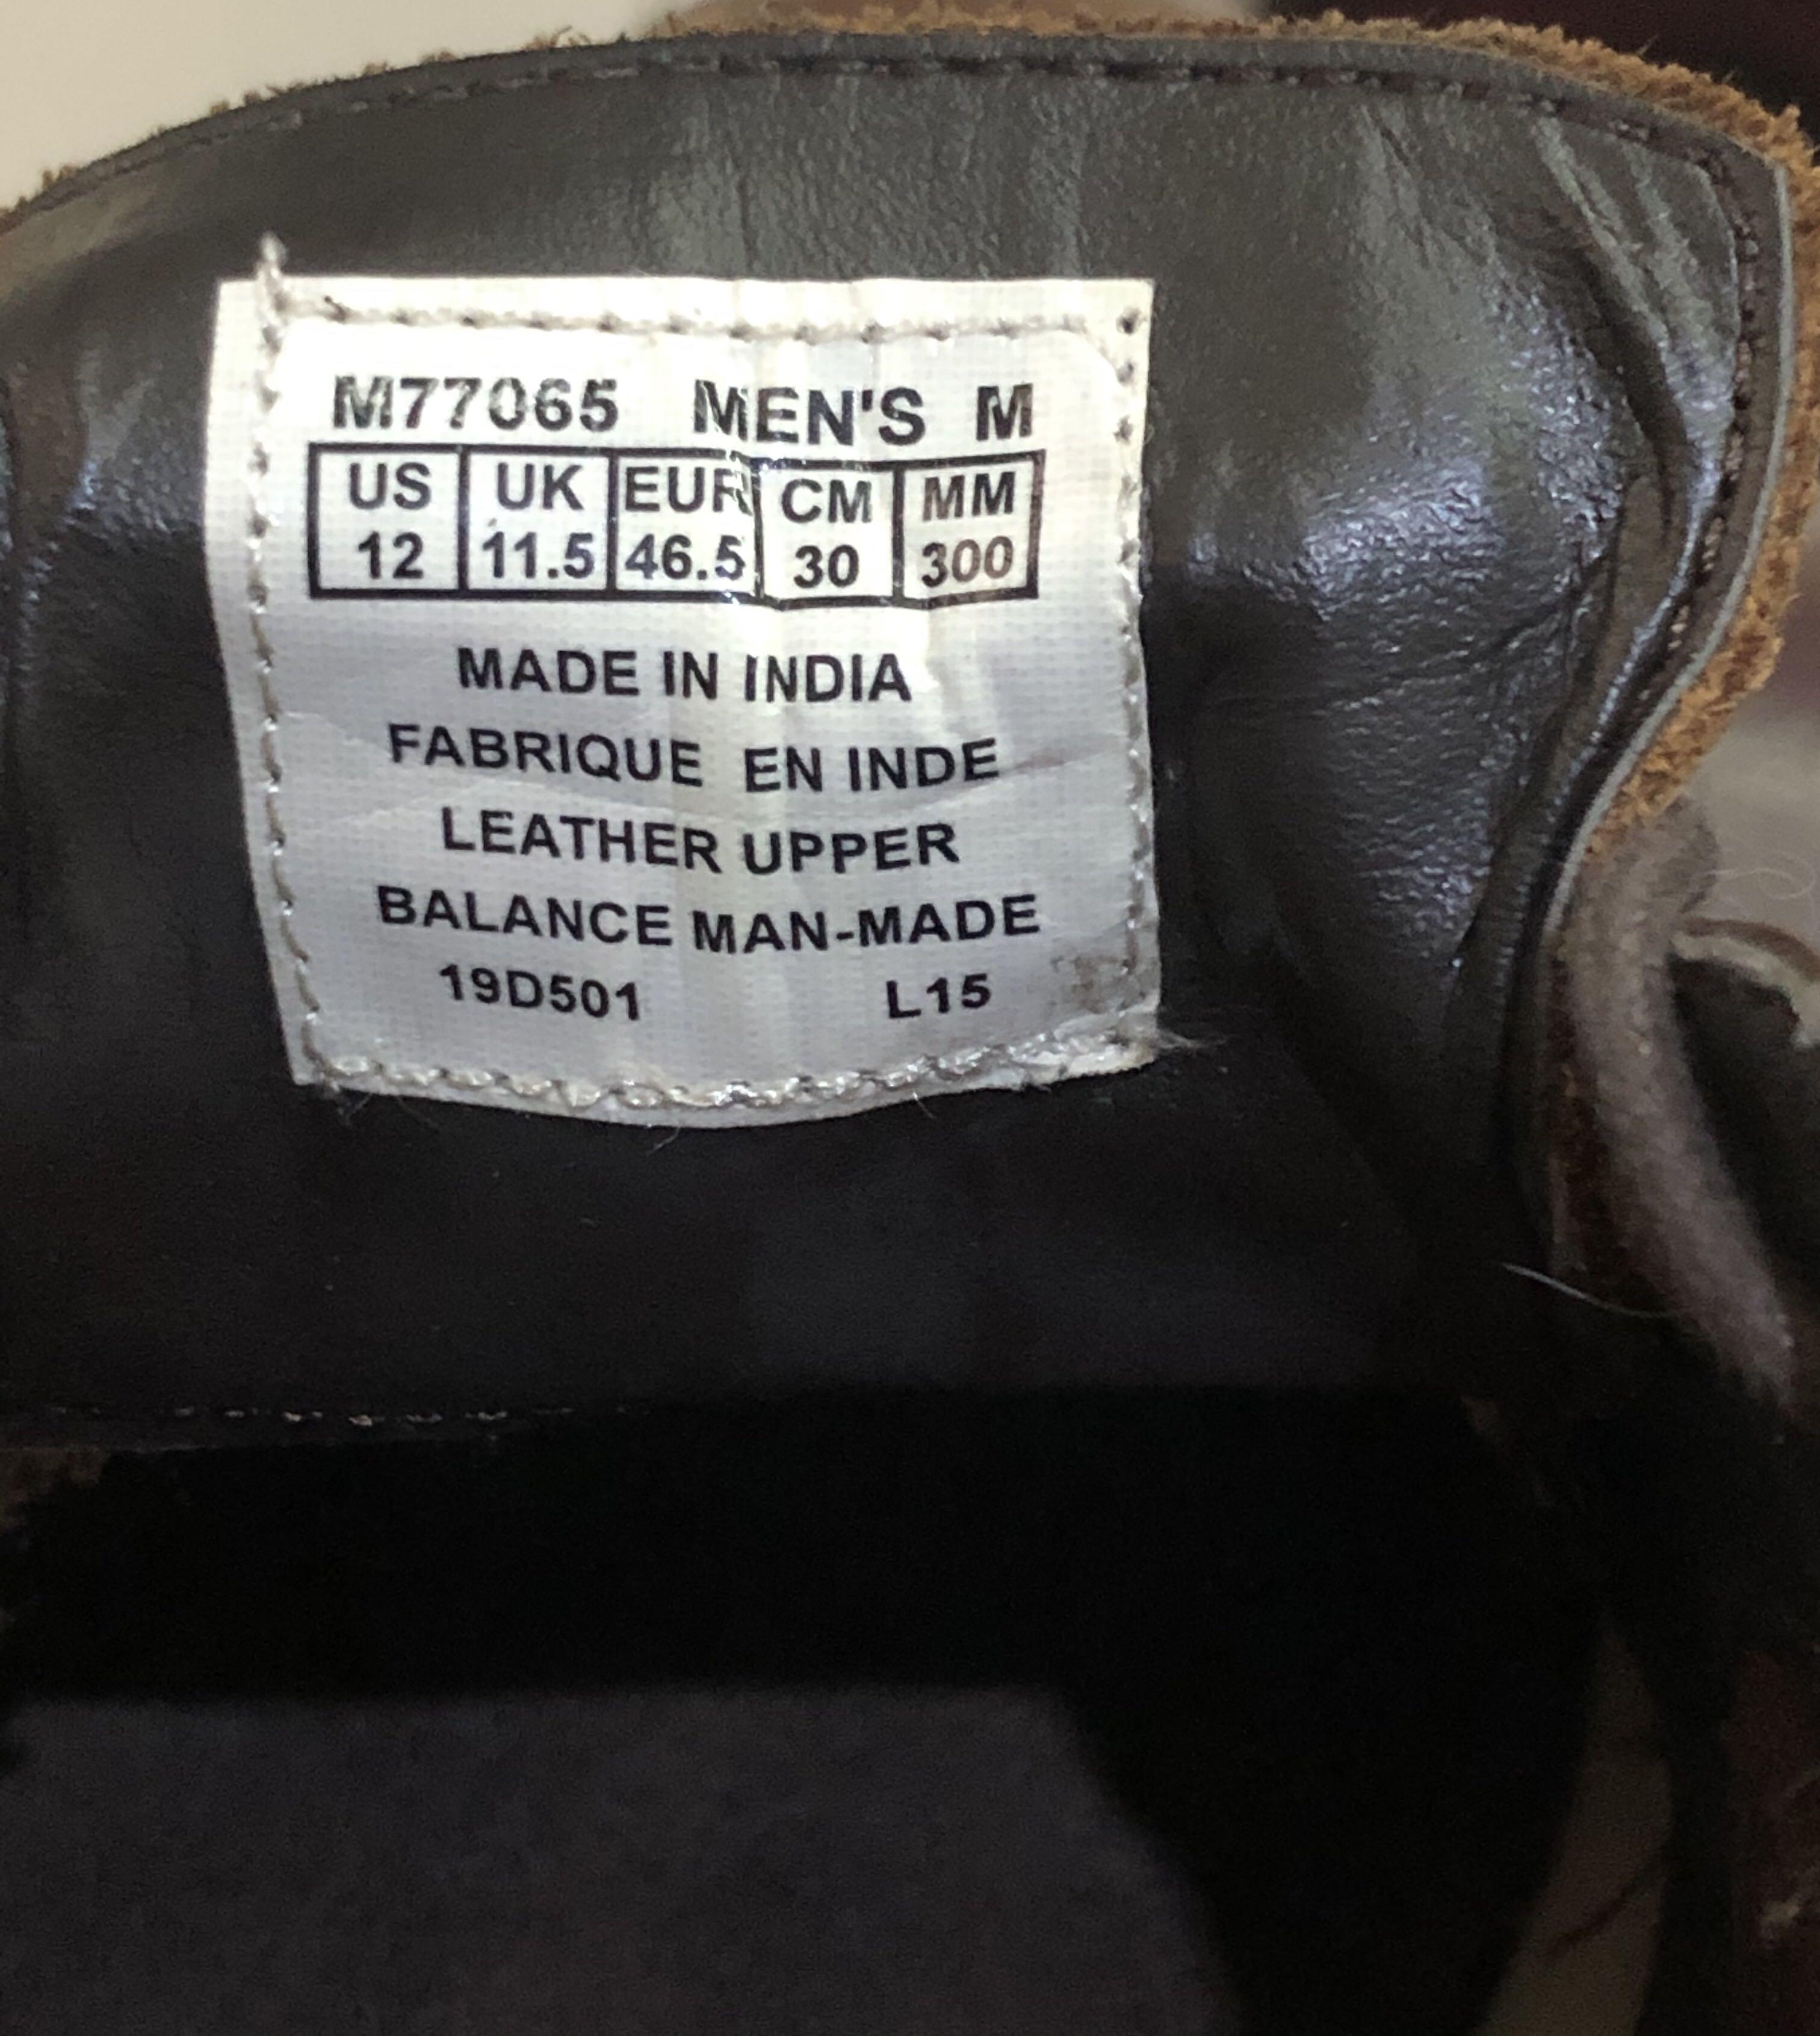 M77065 MEN'S M
US UK EUR CM MM
12 11.5 46.5 30 300
MADE IN INDIA
FABRIQUE EN INDE
LEATHER UPPER
BALANCE MAN-MADE
19D501 L15